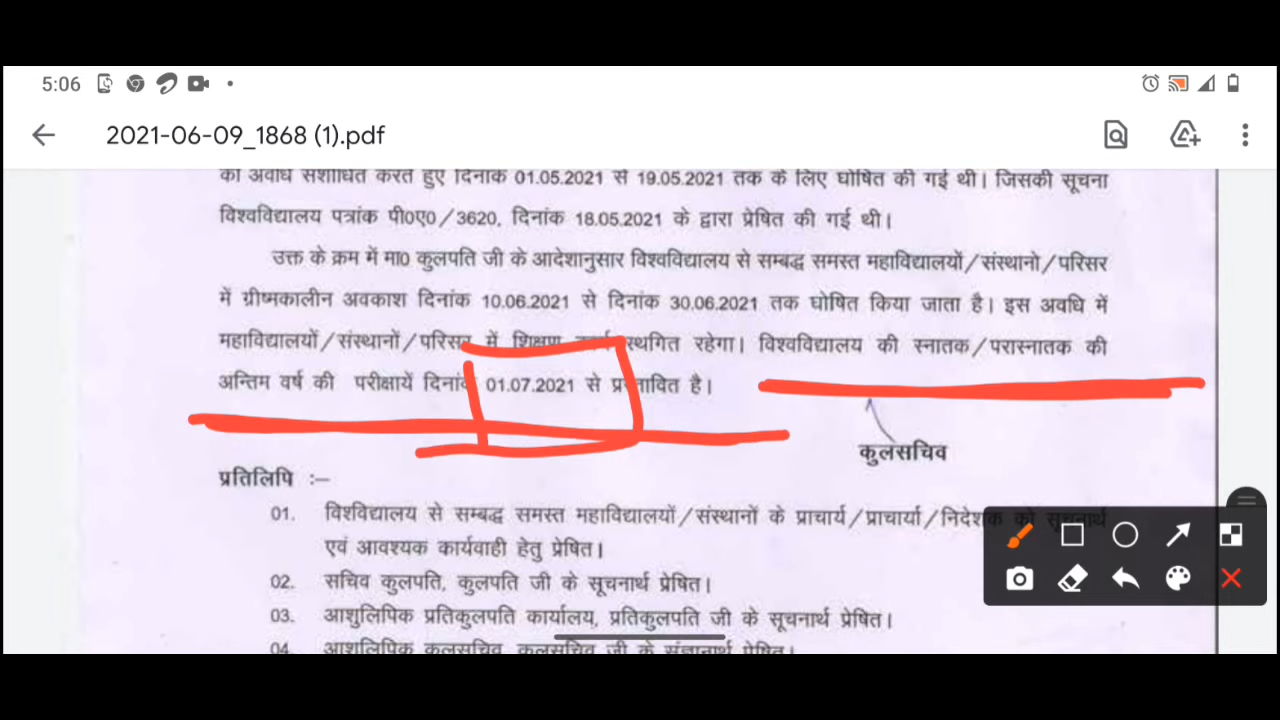 5:06
2021-06-09_1868 (1).pdf
की अवधि संशोधित करते हुए दिनांक 01.05.2021 से 19.05.2021 तक के लिए घोषित की गई थी। जिसकी सूचना
विश्वविद्यालय पत्रांक पी0ए0/3620, दिनांक 18.05.2021 के द्वारा प्रेषित की गई थी।
उक्त के क्रम में मा0 कुलपति जी के आदेशानुसार विश्वविद्यालय से सम्बद्ध समस्त महाविद्यालयों/संस्थानो/परिसर
में ग्रीष्मकालीन अवकाश दिनांक 10.06.2021 से दिनांक 30.06.2021 तक घोषित किया जाता है। इस अवधि में
महाविद्यालयों/संस्थानों/परिसर में शिक्षण कार्य स्थगित रहेगा। विश्वविद्यालय की स्नातक/परास्नातक की
अन्तिम वर्ष की परीक्षायें दिनांक 01.07.2021 से प्रस्तावित है।
कुलसचिव
प्रतिलिपि :–
01. विश्वविद्यालय से सम्बद्ध समस्त महाविद्यालयों/संस्थानों के प्राचार्य/प्राचार्या/निदेशक को सूचनार्थ
एवं आवश्यक कार्यवाही हेतु प्रेषित।
02. सचिव कुलपति, कुलपति जी के सूचनार्थ प्रेषित।
03. आशुलिपिक प्रतिकुलपति कार्यालय, प्रतिकुलपति जी के सूचनार्थ प्रेषित।
04. आशुलिपिक कुलसचिव, कुलसचिव जी के संज्ञानार्थ प्रेषित।